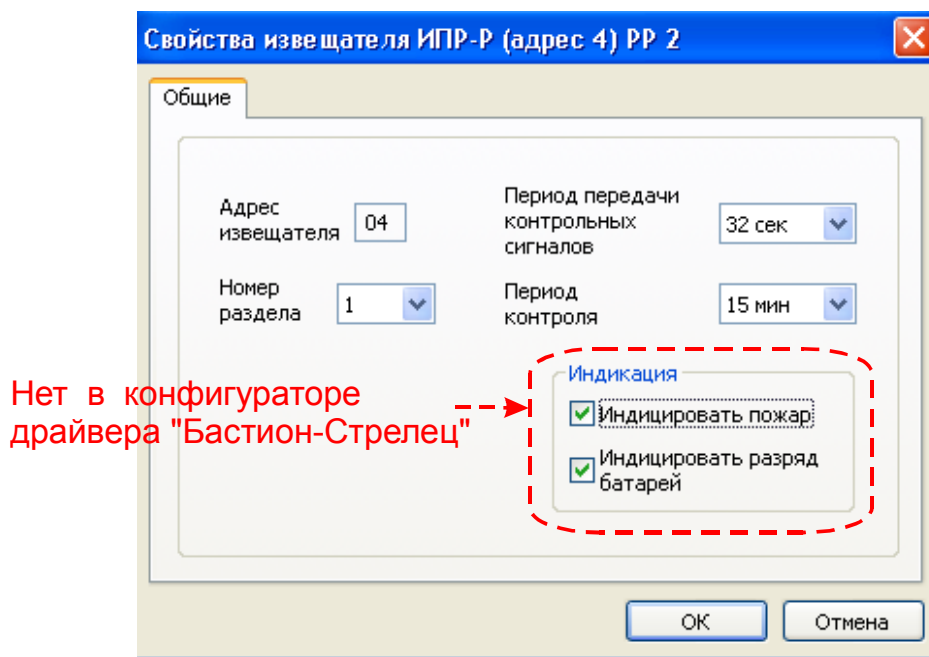 Свойства извещателя ИПР-Р (адрес 4) РР 2
Общие
Адрес
извещателя
04
Период передачи
контрольных
сигналов
32 сек
Номер
раздела
1
Период
контроля
15 мин
Нет в конфигураторе
драйвера "Бастион-Стрелец"
Индикация
Индицировать пожар
Индицировать разряд
батарей
ОК
Отмена